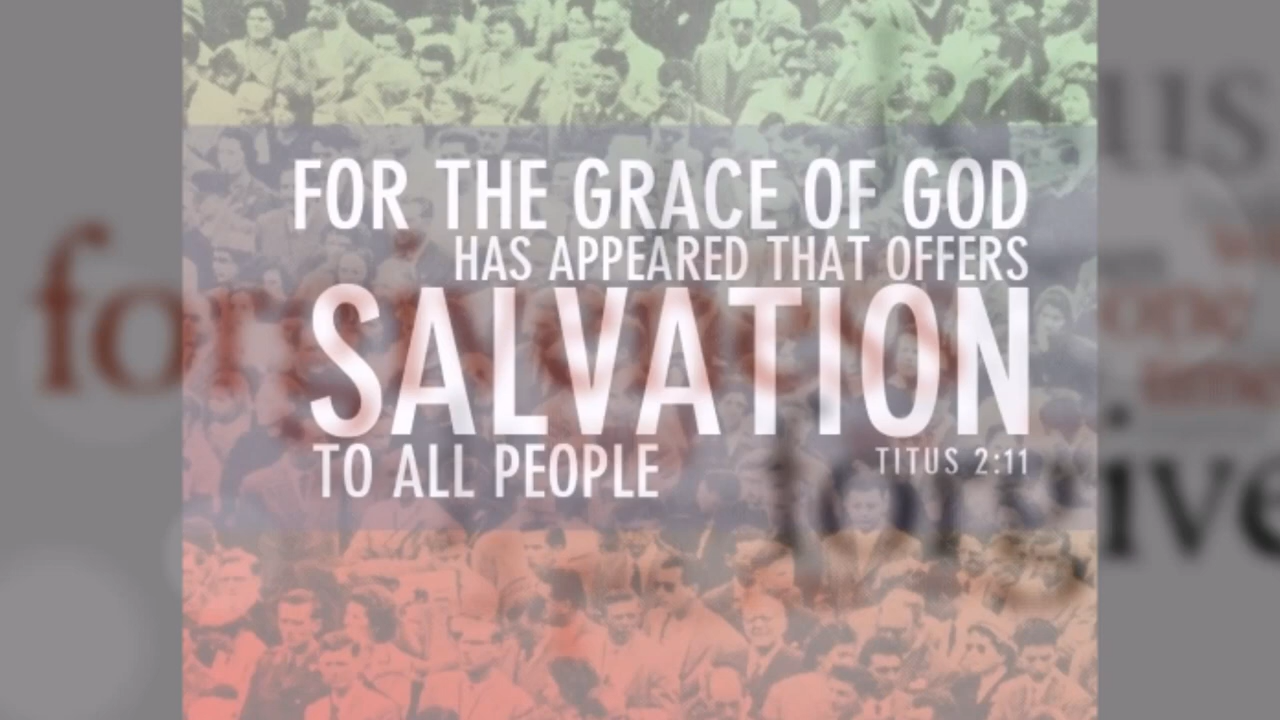 FOR THE GRACE OF GOD
HAS APPEARED THAT OFFERS
SALVATION
TO ALL PEOPLE
TITUS 2:11